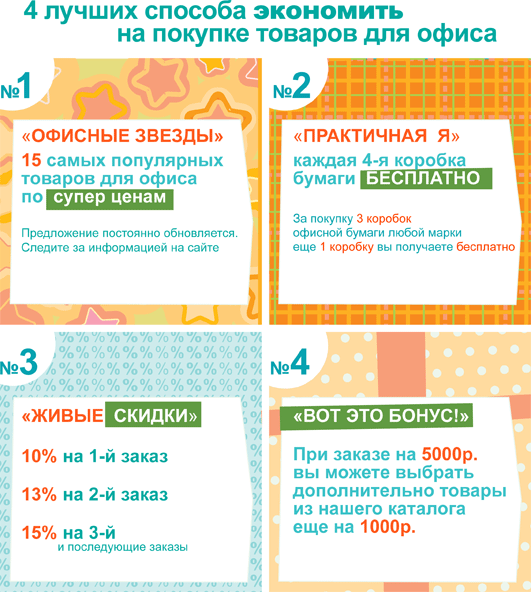 4 лучших способа экономить
на покупке товаров для офиса
№1
«ОФИСНЫЕ ЗВЕЗДЫ»
15 самых популярных
товаров для офиса
по супер ценам
Предложение постоянно обновляется.
Следите за информацией на сайте
№2
«ПРАКТИЧНАЯ Я»
каждая 4-я коробка
бумаги БЕСПЛАТНО
За покупку 3 коробок
офисной бумаги любой марки
еще 1 коробку вы получаете бесплатно
№3
«ЖИВЫЕ СКИДКИ»
10% на 1-й заказ
13% на 2-й заказ
15% на 3-й
и последующие заказы
№4
«ВОТ ЭТО БОНУС!»
При заказе на 5000р.
вы можете выбрать
дополнительно товары
из нашего каталога
еще на 1000р.